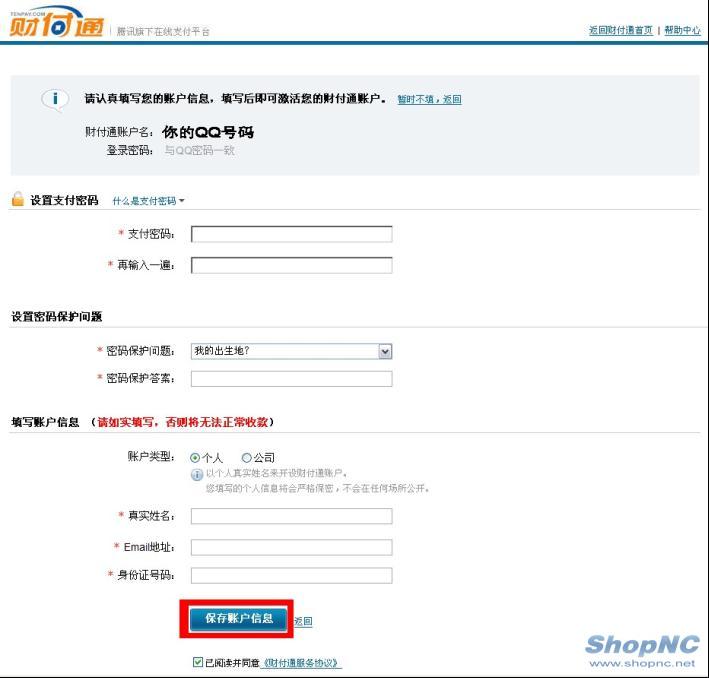 TENPAY.COM
财付通 | 腾讯旗下在线支付平台
返回财付通首页 | 帮助中心
请认真填写您的账户信息，填写后即可激活您的财付通账户。 暂时不填，返回
财付通账户名： 你的QQ号码
登录密码： 与QQ密码一致
设置支付密码 什么是支付密码
* 支付密码：
* 再输入一遍：
设置密码保护问题
* 密码保护问题： 我的出生地?
* 密码保护答案：
填写账户信息 （请如实填写，否则将无法正常收款）
账户类型： 个人 公司
以个人真实姓名来开设财付通账户。
您填写的个人信息将会严格保密，不会在任何场所公开。
* 真实姓名：
* Email地址：
* 身份证号码：
保存账户信息 返回
已阅读并同意《财付通服务协议》
ShopNC
www.shopnc.net